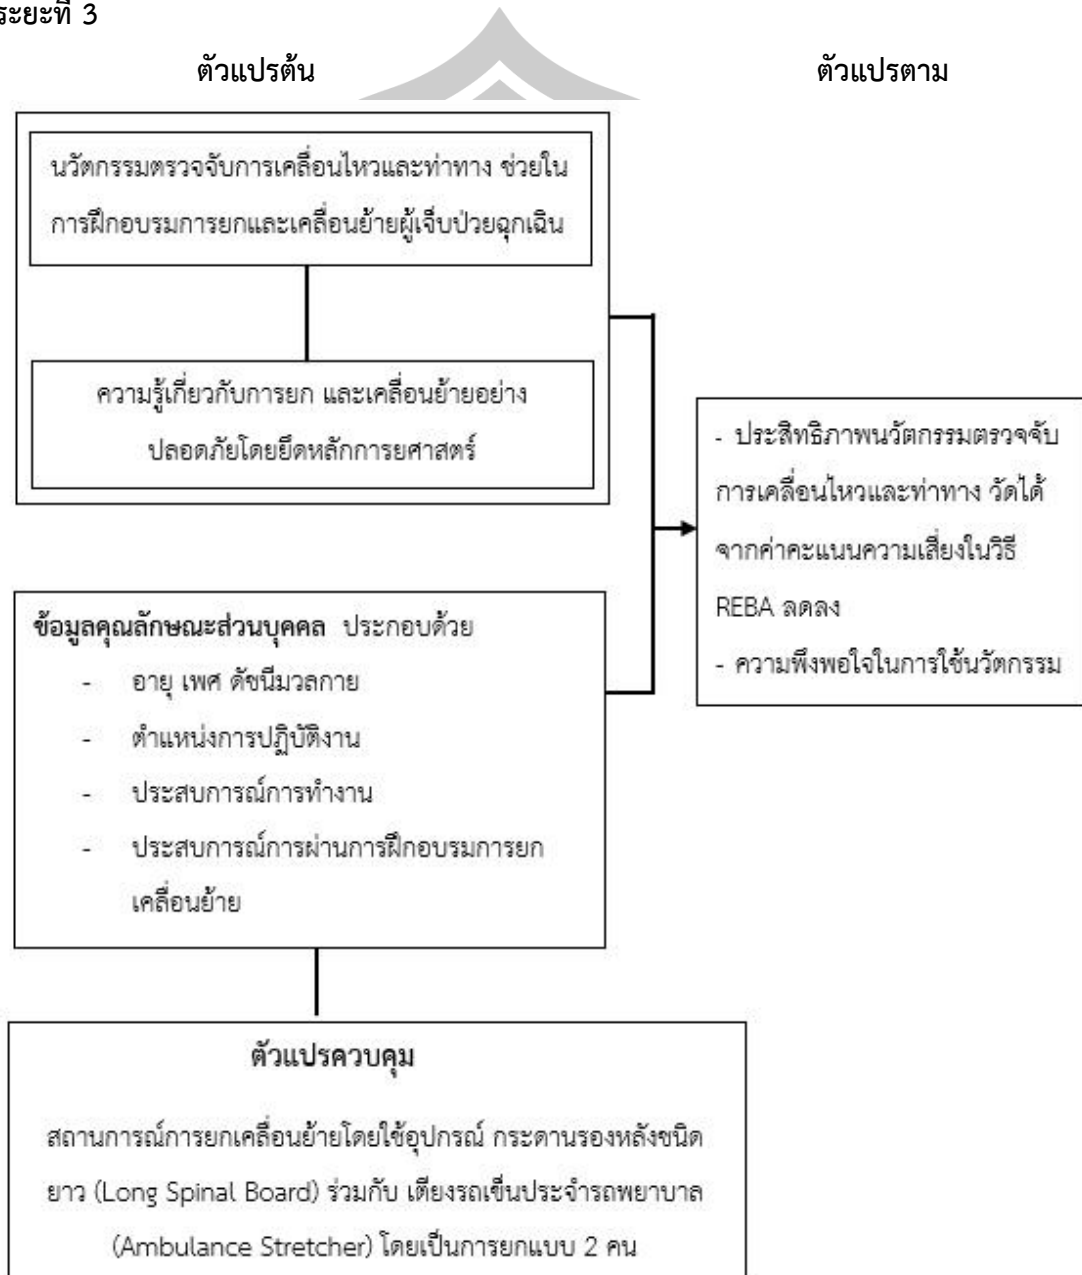 ระยะที่ 3
ตัวแปรต้น
ตัวแปรตาม
นวัตกรรมตรวจจับการเคลื่อนไหวและท่าทาง ช่วยใน
การฝึกอบรมการยกและเคลื่อนย้ายผู้เจ็บป่วยฉุกเฉิน
ความรู้เกี่ยวกับการยก และเคลื่อนย้ายอย่าง
ปลอดภัยโดยยึดหลักการยศาสตร์
- ประสิทธิภาพนวัตกรรมตรวจจับ
การเคลื่อนไหวและท่าทาง วัดได้
จากค่าคะแนนความเสี่ยงในวิธี
REBA ลดลง
- ความพึงพอใจในการใช้นวัตกรรม
ข้อมูลคุณลักษณะส่วนบุคคล ประกอบด้วย
- อายุ เพศ ดัชนีมวลกาย
- ตำแหน่งการปฏิบัติงาน
- ประสบการณ์การทำงาน
- ประสบการณ์การผ่านการฝึกอบรมการยก
เคลื่อนย้าย
ตัวแปรควบคุม
สถานการณ์การยกเคลื่อนย้ายโดยใช้อุปกรณ์ กระดานรองหลังชนิด
ยาว (Long Spinal Board) ร่วมกับ เตียงรถเข็นประจำรถพยาบาล
(Ambulance Stretcher) โดยเป็นการยกแบบ 2 คน